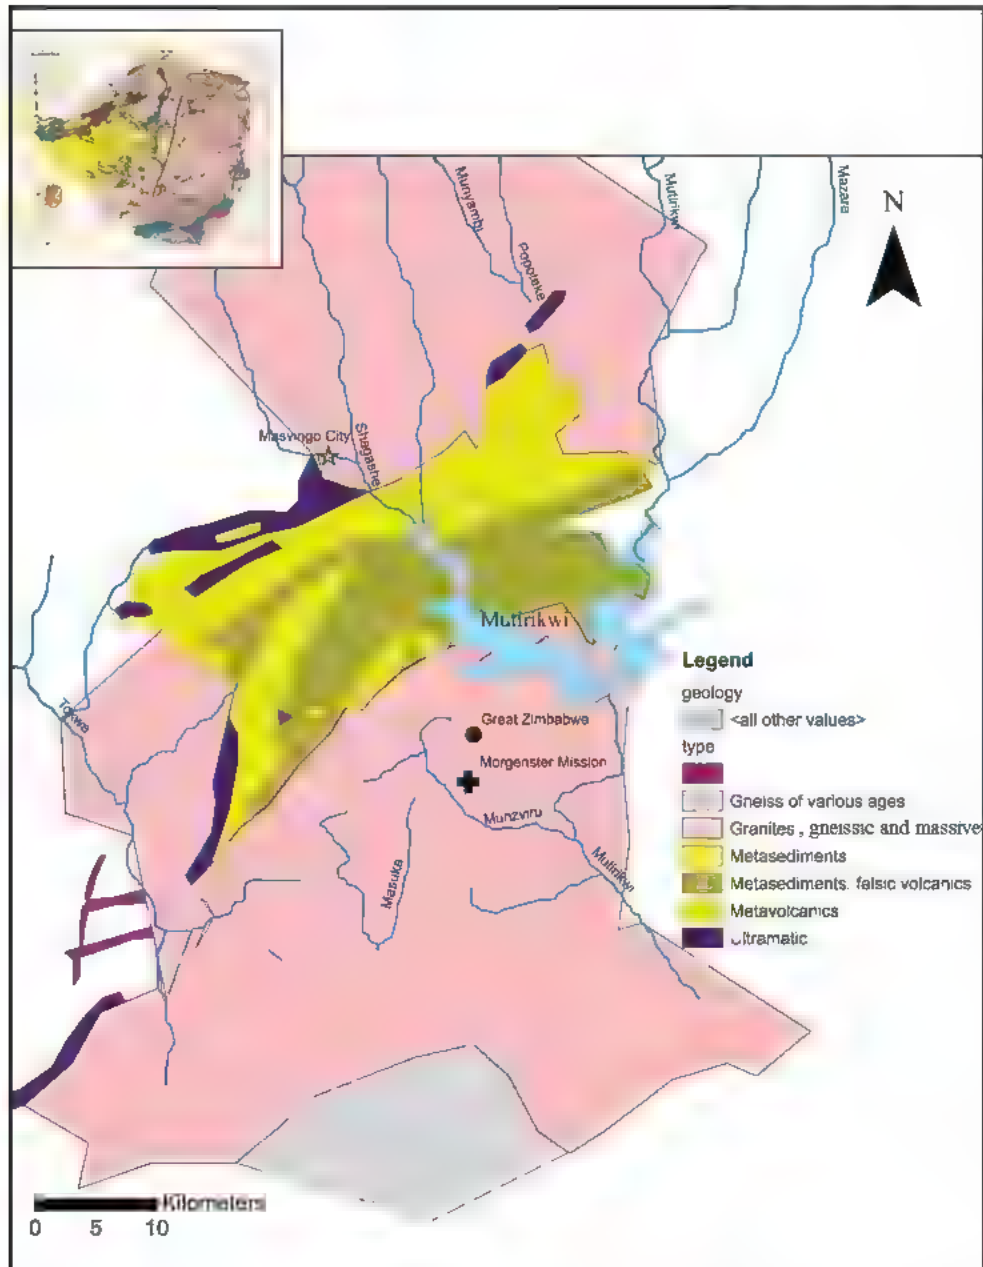 Munyambi
Popoteke
Mutirikwi
Mazara
N
Masvingo City
Shagashe
Mutirikwi
Tokwe
Great Zimbabwe
Morgenster Mission
Munzviru
Masuka
Mutirikwi
Legend
geology
<all other values>
type
Gneiss of various ages
Granites , gneissic and massive
Metasediments
Metasediments, falsic volcanics
Metavolcanics
Ultramatic
Kilometers
0 5 10